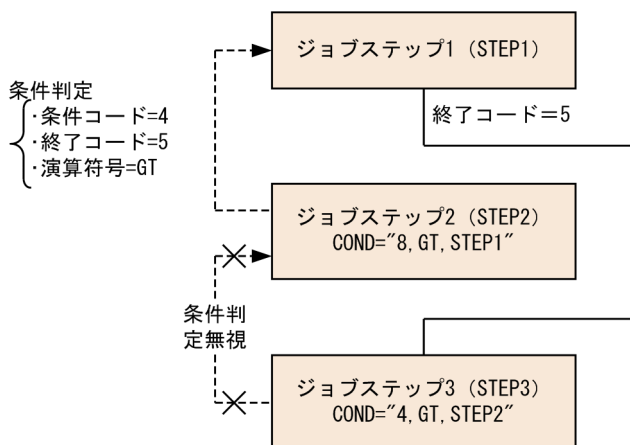 ジョブステップ1（STEP1）
条件判定
・条件コード=4
・終了コード=5
・演算符号=GT
終了コード＝5
ジョブステップ2（STEP2）
COND="8,GT,STEP1"
条件判
定無視
ジョブステップ3（STEP3）
COND="4,GT,STEP2"